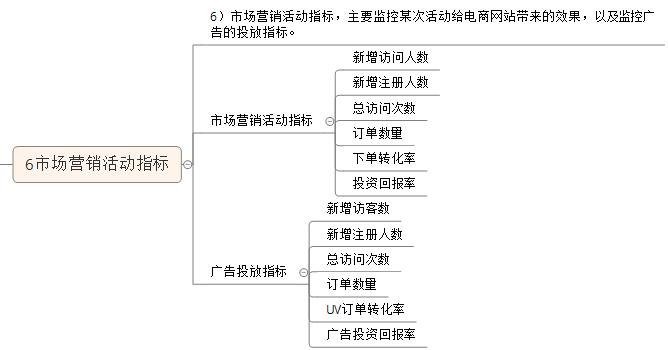 6）市场营销活动指标，主要监控某次活动给电商网站带来的效果，以及监控广
告的投放指标。
新增访问人数
新增注册人数
总访问次数
市场营销活动指标
订单数量
下单转化率
投资回报率
6市场营销活动指标
新增访客数
新增注册人数
总访问次数
广告投放指标
订单数量
UV订单转化率
广告投资回报率